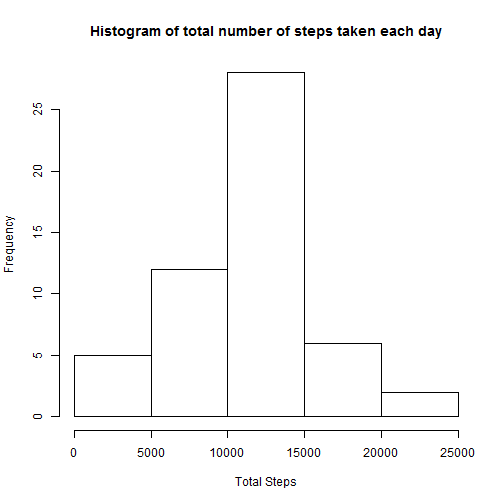 Histogram of total number of steps taken each day
Frequency
25
20
15
10
5
0
0 5000 10000 15000 20000 25000
Total Steps